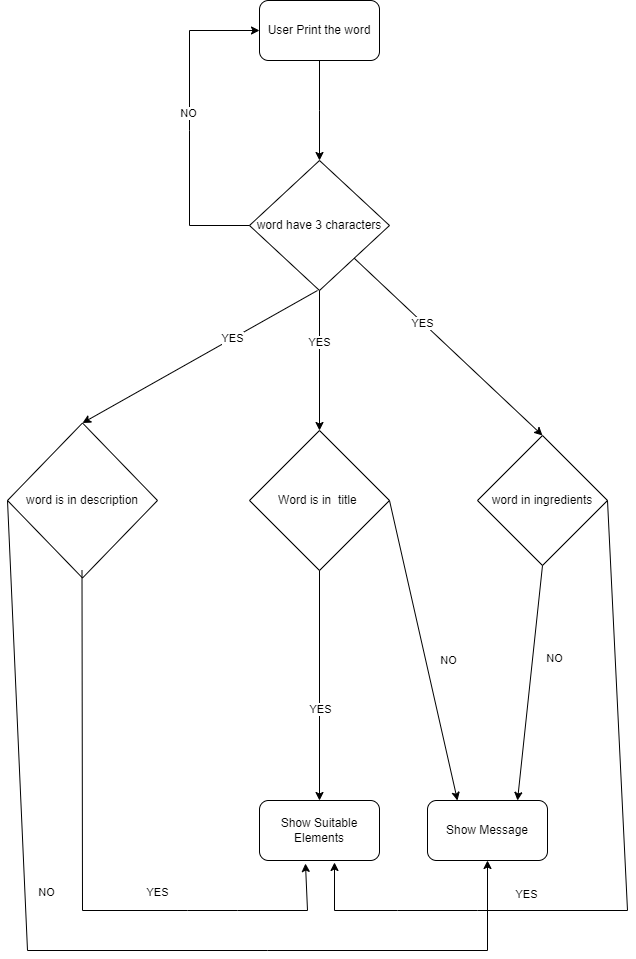 User Print the word
NO
word have 3 characters
YES
YES
YES
word is in description
Word is in  title
word in ingredients
NO
NO
YES
Show Suitable
Elements
Show Message
NO
YES
YES